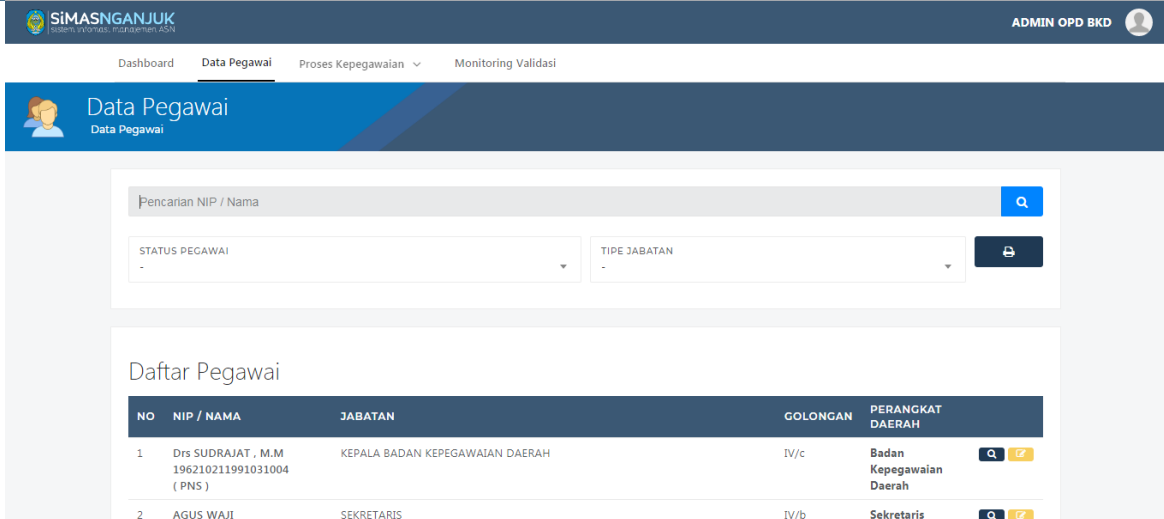 SiMASNGANJUK
sistem informasi manajemen ASN
ADMIN OPD BKD
Dashboard Data Pegawai Proses Kepegawaian Monitoring Validasi
Data Pegawai
Data Pegawai
Pencarian NIP / Nama
STATUS PEGAWAI
-
TIPE JABATAN
-
Daftar Pegawai
NO NIP / NAMA JABATAN GOLONGAN PERANGKAT
DAERAH
1 Drs SUDRAJAT , M.M KEPALA BADAN KEPEGAWAIAN DAERAH IV/c Badan
196210211991031004 Kepegawaian
( PNS ) Daerah
2 AGUS WAJI SEKRETARIS IV/b Sekretaris